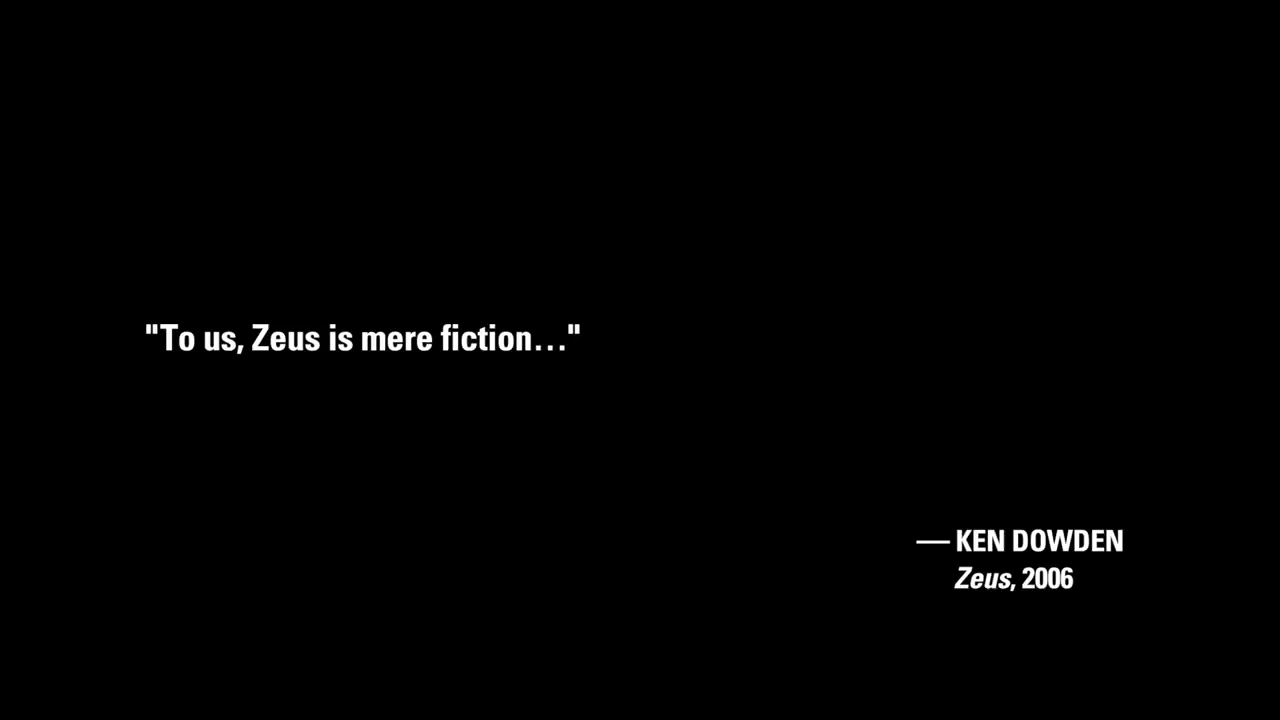 "To us, Zeus is mere fiction..."
— KEN DOWDEN
Zeus, 2006